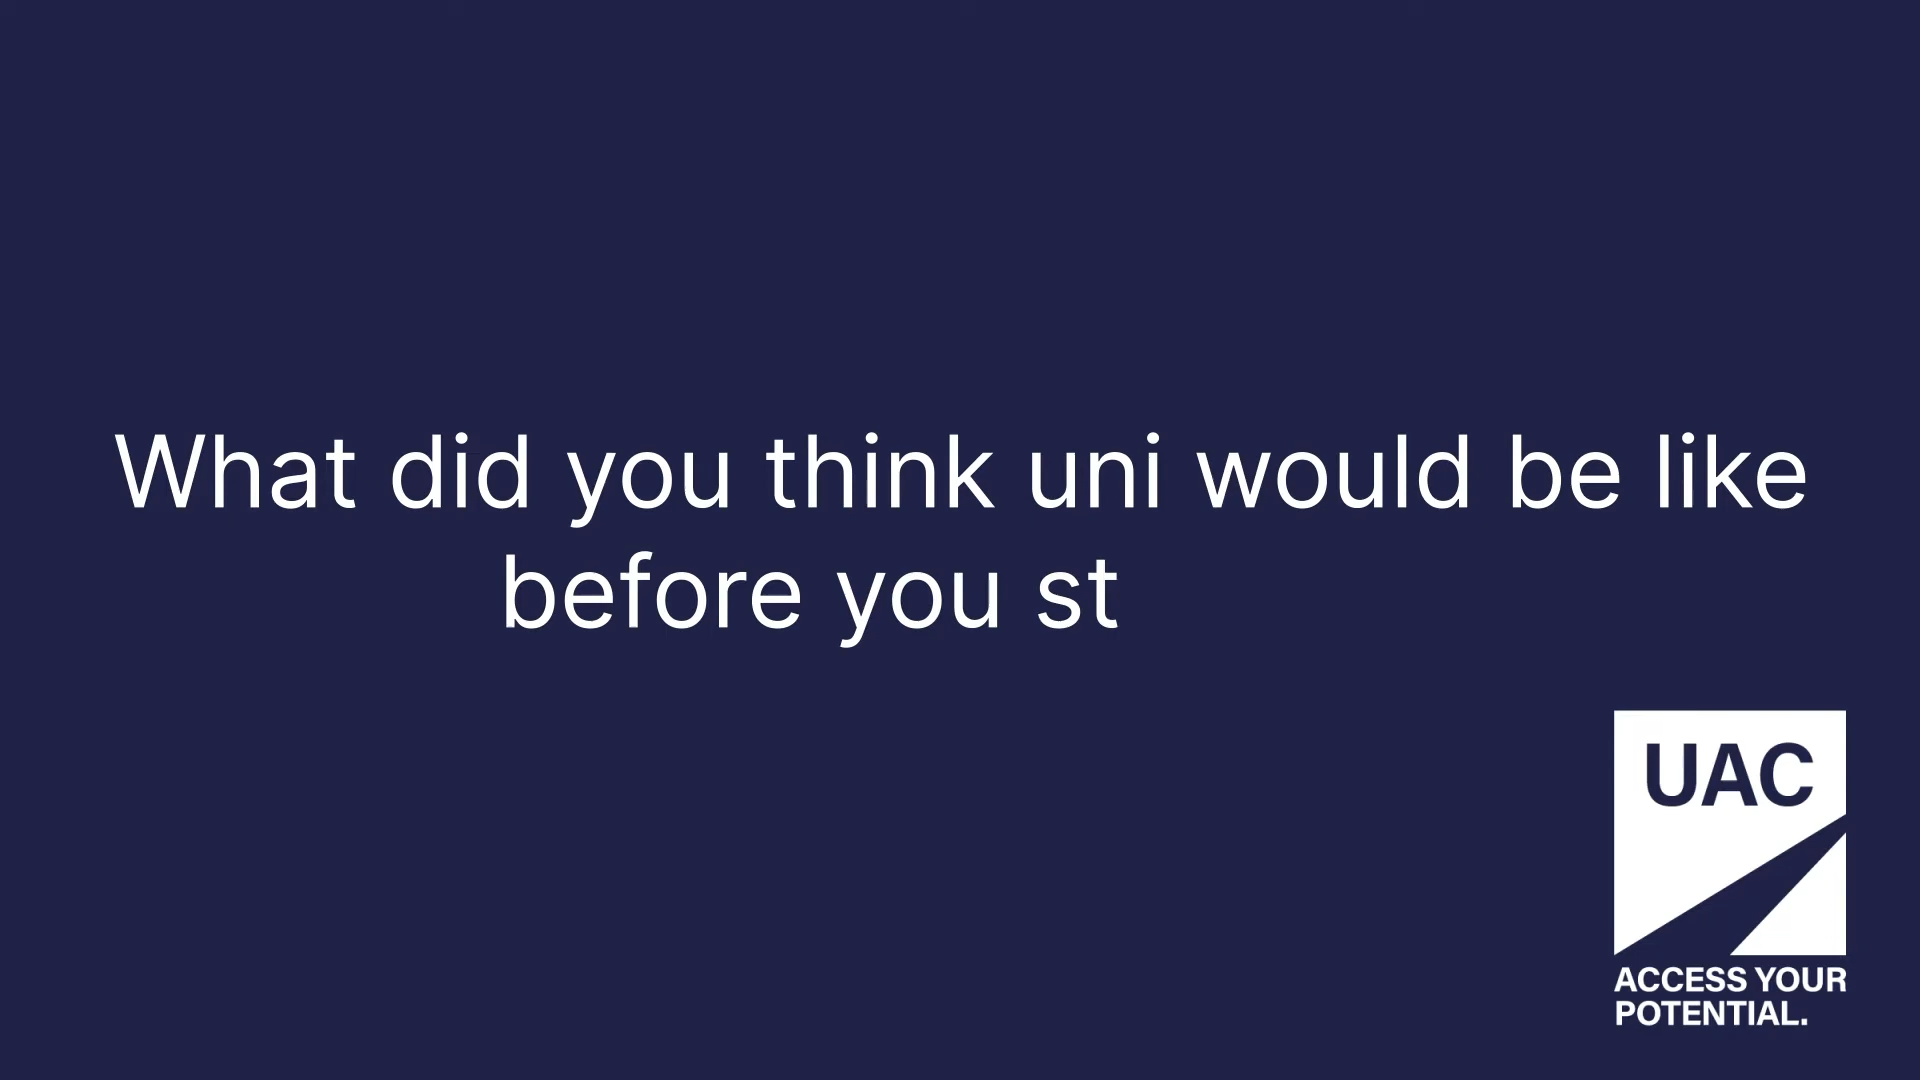 What did you think uni would be like
before you st
UAC
ACCESS YOUR
POTENTIAL.